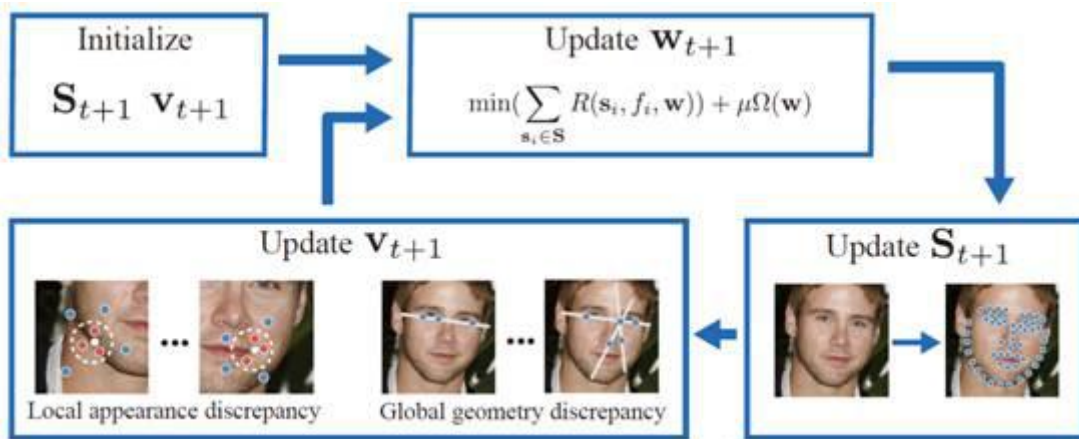 Initialize
S_{t+1} v_{t+1}
Update w_{t+1}
min(∑_{s_i∈S} R(s_i, f_i, w)) + μΩ(w)
Update v_{t+1}
...
...
Local appearance discrepancy
Global geometry discrepancy
Update S_{t+1}